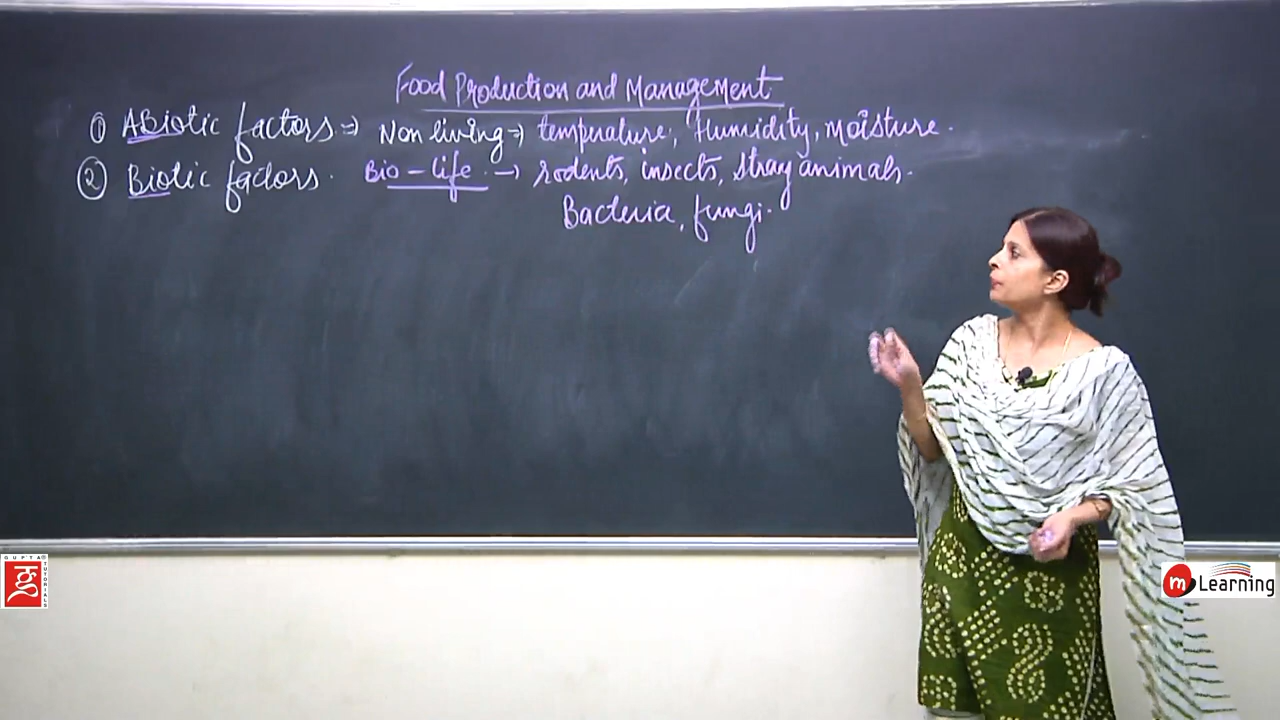 Food Production and Management
① ABiotic factors. => Non living => temperature, Humidity, moisture.
② Biotic factors. Bio - life. -> rodents, insects, stray animals.
Bacteria, fungi.
GUPTA TUTORIALS
m Learning